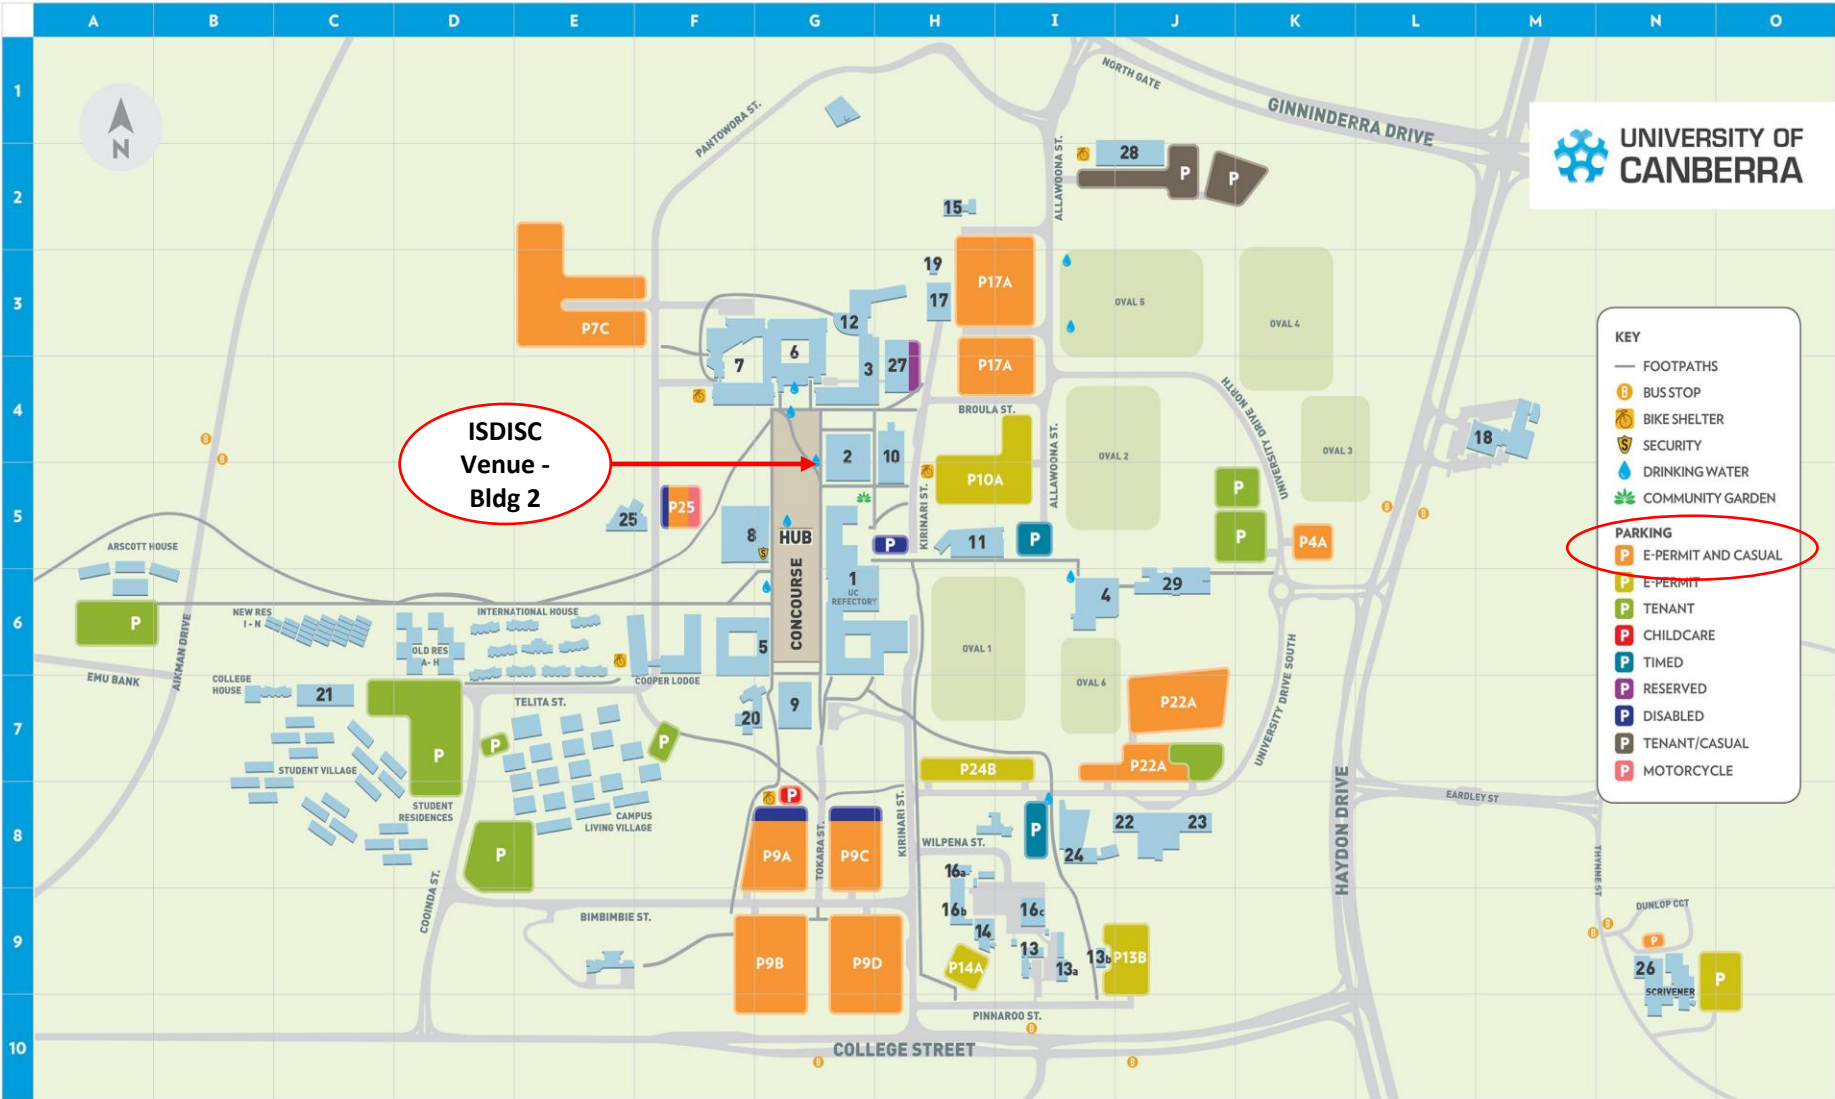 A B C D E F G H I J K L M N O
1
2
3
4
5
6
7
8
9
10
N
NORTH GATE
GINNINDERRA DRIVE
PANTOWORA ST.
ALLAWOONA ST.
28
P
P
UNIVERSITY OF
CANBERRA
15
19
17
P17A
OVAL 5
OVAL 4
P7C
12
7
6
3
27
P17A
BROULA ST.
UNIVERSITY DRIVE NORTH
OVAL 3
18
ISDISC
Venue -
Bldg 2
2
10
P10A
ALLAWOONA ST.
OVAL 2
KIRINARI ST.
P25
25
8
HUB
CONCOURSE
P
11
P
P
P
P4A
ARSCOTT HOUSE
1
UC
REFECTORY
4
29
P
NEW RES
I - N
INTERNATIONAL HOUSE
OLD RES
A- H
5
OVAL 1
EMU BANK
AIKMAN DRIVE
COLLEGE
HOUSE
21
COOPER LODGE
TELITA ST.
20
9
OVAL 6
P22A
UNIVERSITY DRIVE SOUTH
P
P
P
STUDENT VILLAGE
P24B
P22A
HAYDON DRIVE
EARDLEY ST
STUDENT
RESIDENCES
CAMPUS
LIVING VILLAGE
P
P
P9A
TOKARA ST.
P9C
KIRINARI ST.
WILPENA ST.
P
22
23
24
COOINDA ST.
16a
16b
16c
14
13
13a
13b
P13B
P14A
BIMBIMBIE ST.
P9B
P9D
THYNNE ST
DUNLOP CCT
P
26
SCRIVENER
P
PINNAROO ST.
COLLEGE STREET
KEY
FOOTPATHS
B BUS STOP
BIKE SHELTER
S SECURITY
DRINKING WATER
COMMUNITY GARDEN
PARKING
P E-PERMIT AND CASUAL
P E-PERMIT
P TENANT
P CHILDCARE
P TIMED
P RESERVED
P DISABLED
P TENANT/CASUAL
P MOTORCYCLE